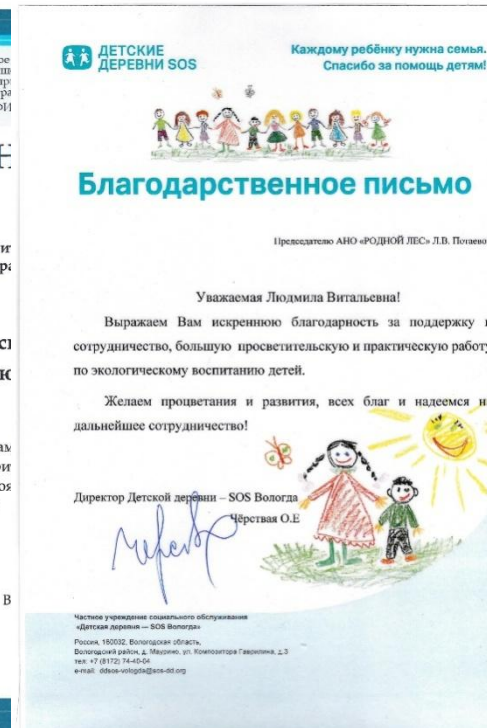 ДЕТСКИЕ
ДЕРЕВНИ SOS
Каждому ребёнку нужна семья.
Спасибо за помощь детям!
Благодарственное письмо
Председателю АНО «РОДНОЙ ЛЕС» Л.В. Потаево
Уважаемая Людмила Витальевна!
Выражаем Вам искреннюю благодарность за поддержку и
сотрудничество, большую просветительскую и практическую работу
по экологическому воспитанию детей.
Желаем процветания и развития, всех благ и надеемся на
дальнейшее сотрудничество!
Директор Детской деревни – SOS Вологда
Чёрствая О.Е
Частное учреждение социального обслуживания
«Детская деревня — SOS Вологда»
Россия, 160032, Вологодская область,
Вологодский район, д. Маурино, ул. Композитора Гаврилина, д.3
тел: +7 (8172) 74-40-04
e-mail: ddsos-vologda@sos-dd.org